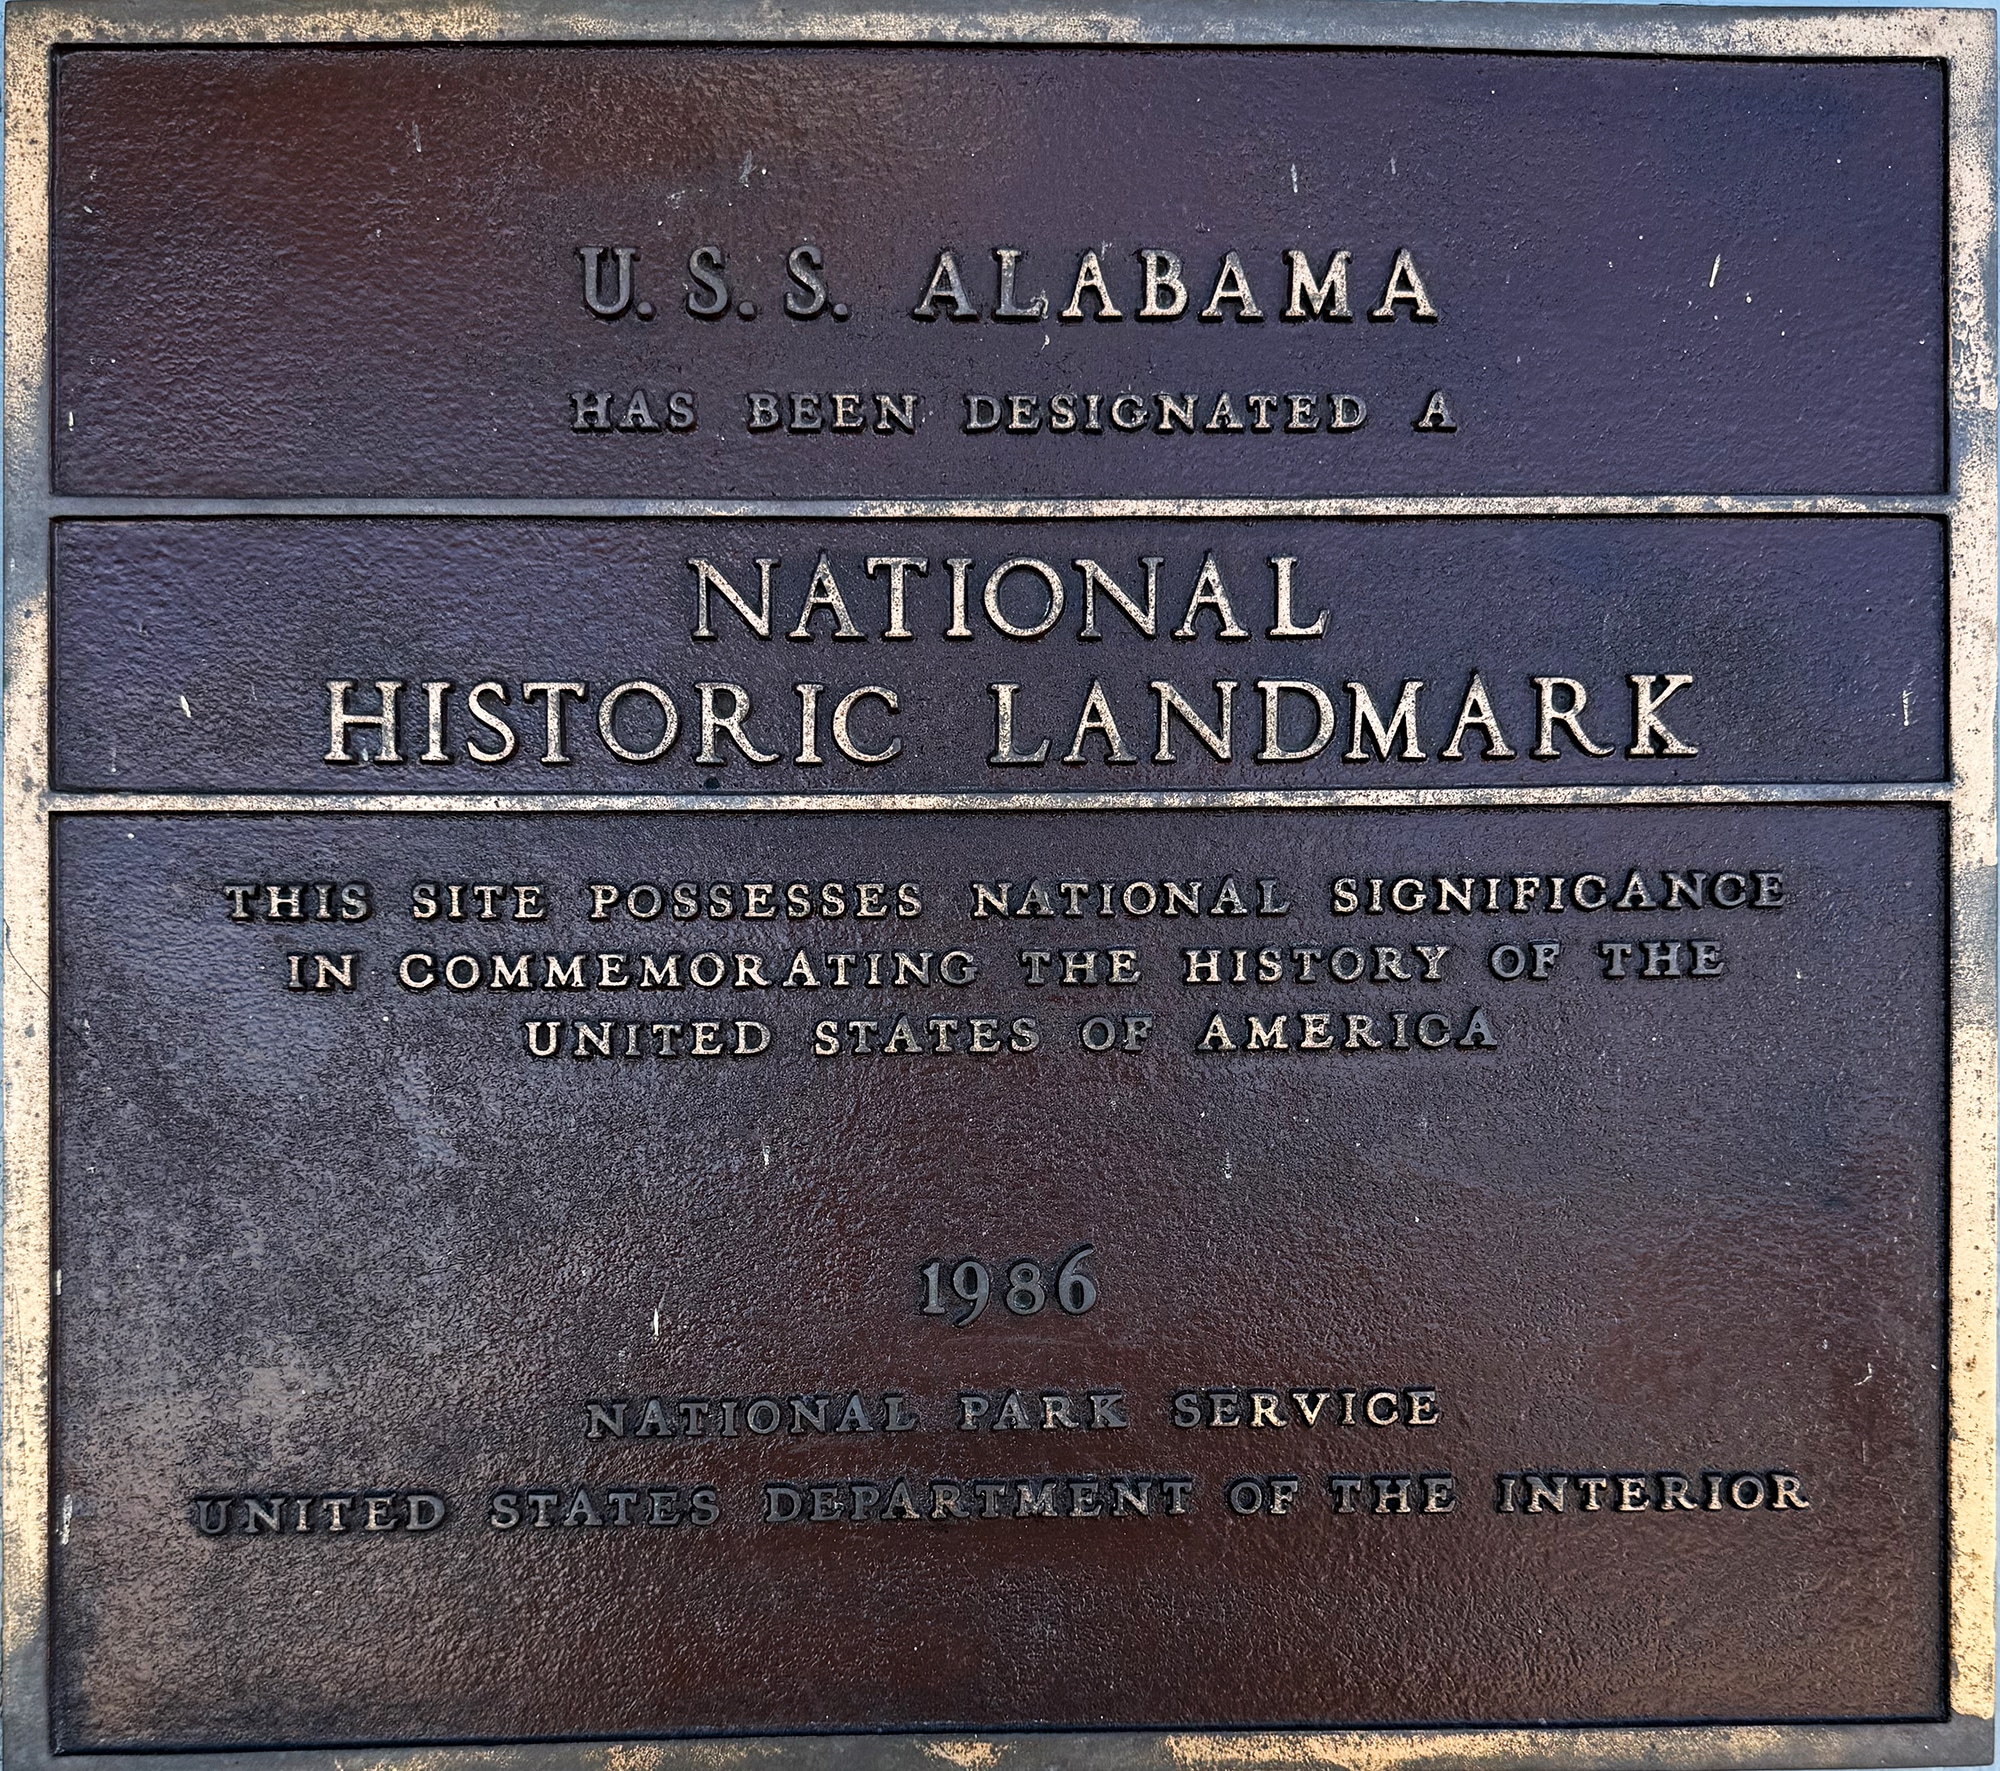 U.S.S. ALABAMA
HAS BEEN DESIGNATED A
NATIONAL
HISTORIC LANDMARK
THIS SITE POSSESSES NATIONAL SIGNIFICANCE
IN COMMEMORATING THE HISTORY OF THE
UNITED STATES OF AMERICA
1986
NATIONAL PARK SERVICE
UNITED STATES DEPARTMENT OF THE INTERIOR